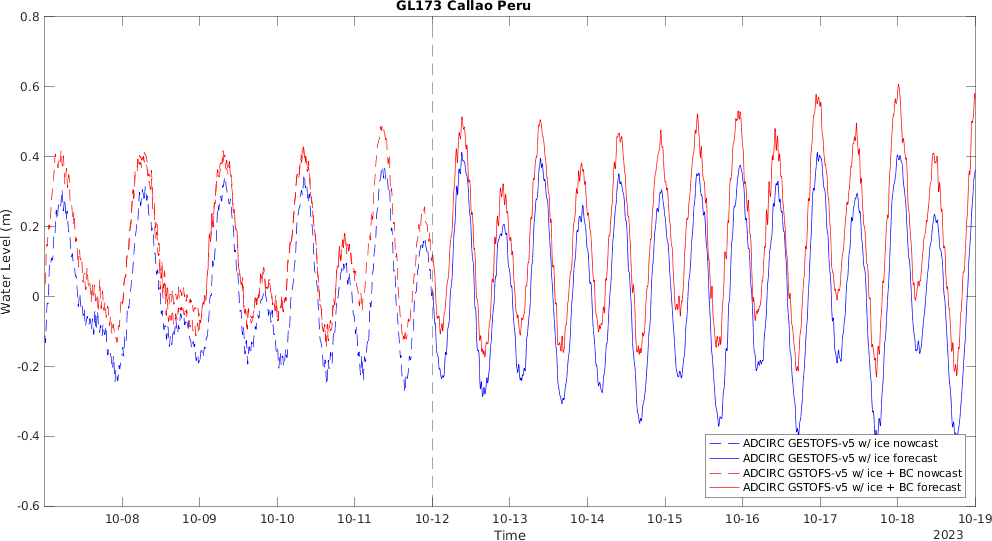 GL173 Callao Peru
0.8
0.6
0.4
0.2
0
-0.2
-0.4
-0.6
Water Level (m)
ADCIRC GESTOFS-v5 w/ ice nowcast
ADCIRC GESTOFS-v5 w/ ice forecast
ADCIRC GSTOFS-v5 w/ ice + BC nowcast
ADCIRC GSTOFS-v5 w/ ice + BC forecast
10-08 10-09 10-10 10-11 10-12 10-13 10-14 10-15 10-16 10-17 10-18 10-19
Time
2023